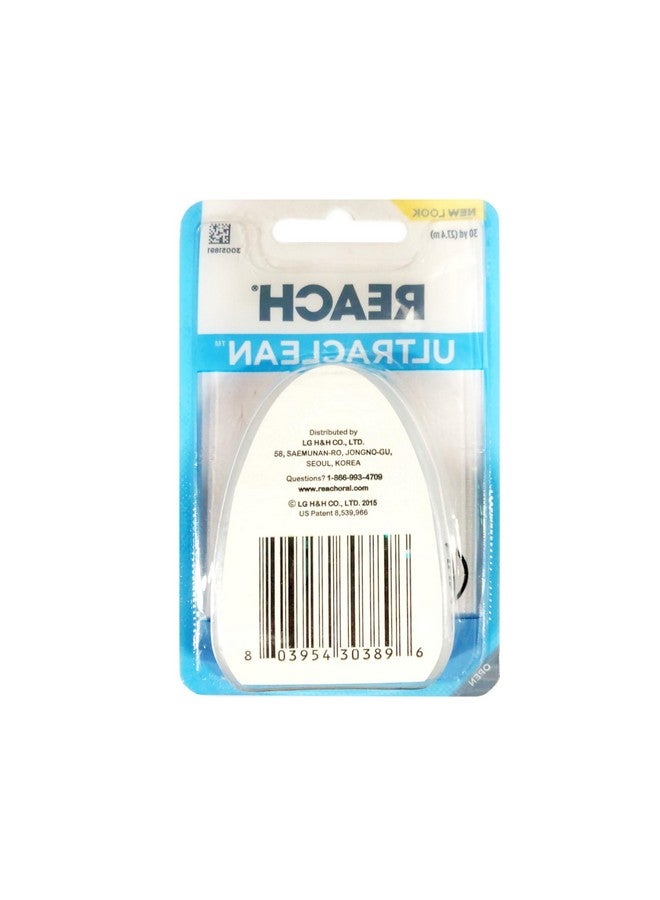 NEW LOOK
30 yd (27.4 m)
30051691
REACH®
ULTRACLEAN™
Distributed by
LG H&H CO., LTD.
58, SAEMUNAN-RO, JONGNO-GU,
SEOUL, KOREA
Questions? 1-866-993-4709
www.reachoral.com
© LG H&H CO., LTD. 2015
US Patent 8,539,966
8 03954 30389 6
OPEN